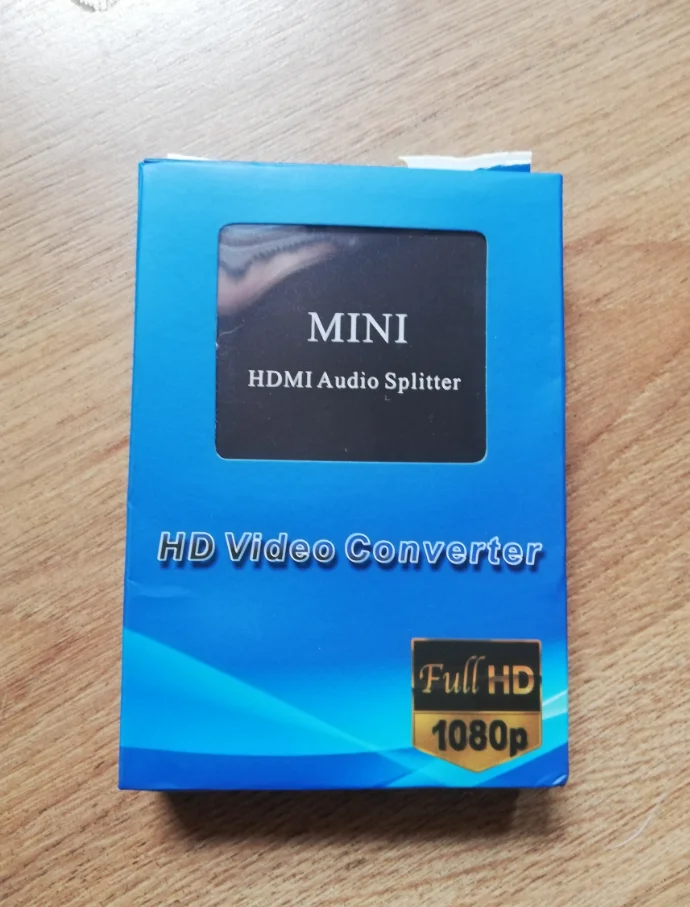 MINI
HDMI Audio Splitter
HD Video Converter
Full HD
1080p